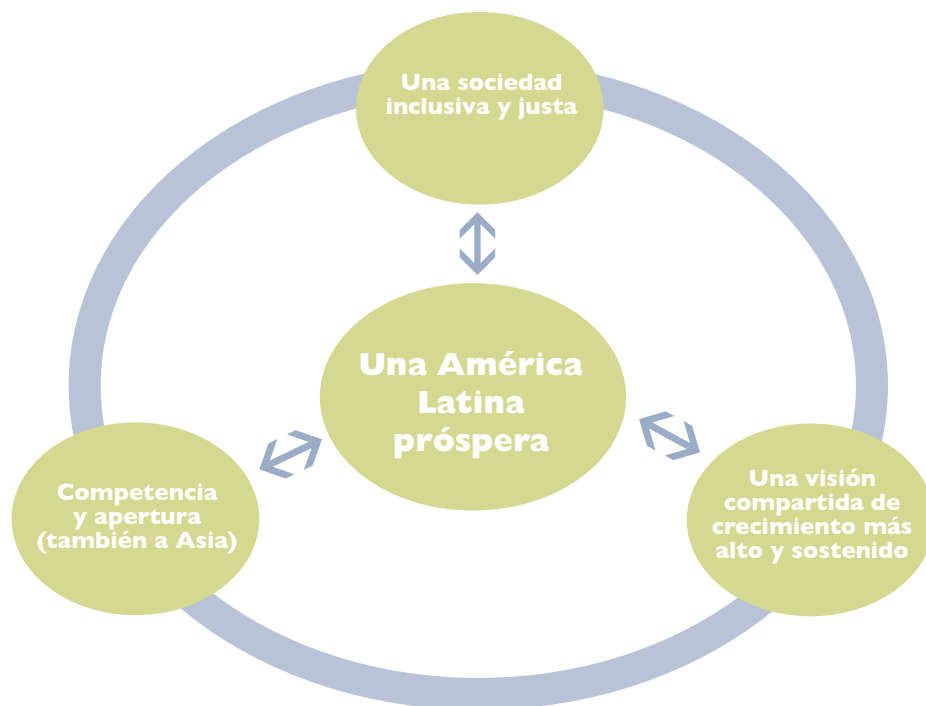 Una sociedad
inclusiva y justa
Una América
Latina
próspera
Competencia
y apertura
(también a Asia)
Una visión
compartida de
crecimiento más
alto y sostenido